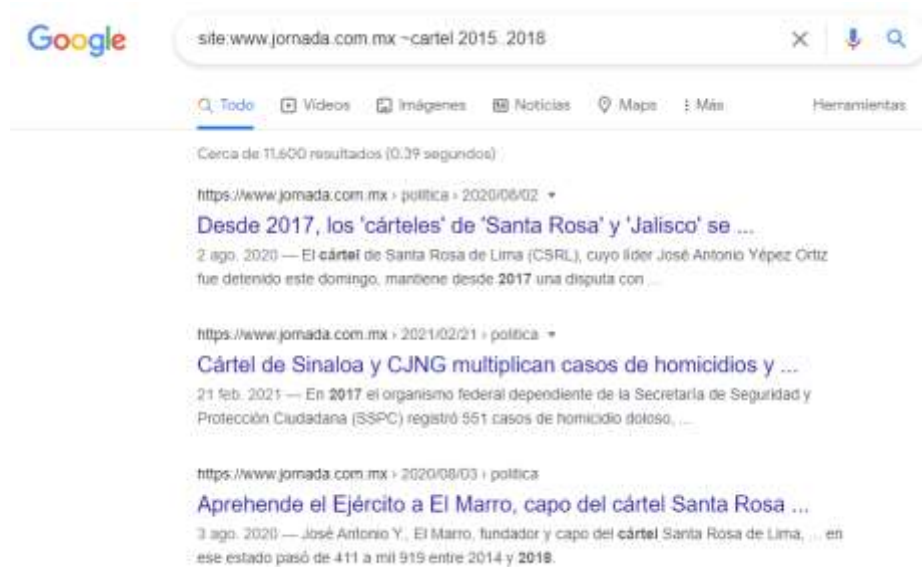 Google
site:www.jornada.com.mx ~cartel 2015..2018
Todo Vídeos Imágenes Noticias Maps Más Herramientas
Cerca de 11,600 resultados (0.39 segundos)
https://www.jornada.com.mx › politica › 2020/08/02
Desde 2017, los 'cárteles' de 'Santa Rosa' y 'Jalisco' se ...
2 ago. 2020 — El cártel de Santa Rosa de Lima (CSRL), cuyo líder José Antonio Yépez Ortiz
fue detenido este domingo, mantiene desde 2017 una disputa con ...
https://www.jornada.com.mx › 2021/02/21 › politica
Cártel de Sinaloa y CJNG multiplican casos de homicidios y ...
21 feb. 2021 — En 2017 el organismo federal dependiente de la Secretaría de Seguridad y
Protección Ciudadana (SSPC) registró 551 casos de homicidio doloso, ...
https://www.jornada.com.mx › 2020/08/03 › politica
Aprehende el Ejército a El Marro, capo del cártel Santa Rosa ...
3 ago. 2020 — José Antonio Y., El Marro, fundador y capo del cártel Santa Rosa de Lima, ... en
ese estado pasó de 411 a mil 919 entre 2014 y 2018.